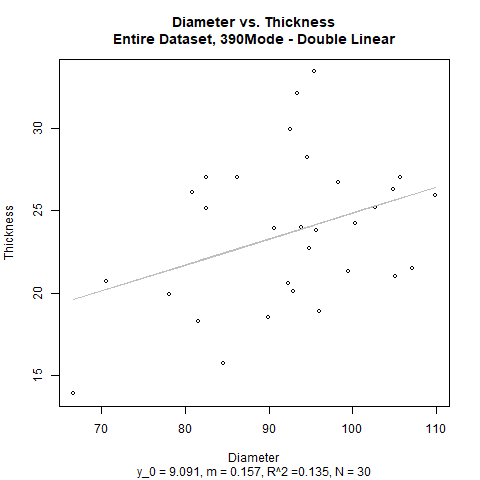 Diameter vs. Thickness
Entire Dataset, 390Mode - Double Linear
Thickness
30
25
20
15
70 80 90 100 110
Diameter
y_0 = 9.091, m = 0.157, R^2 =0.135, N = 30